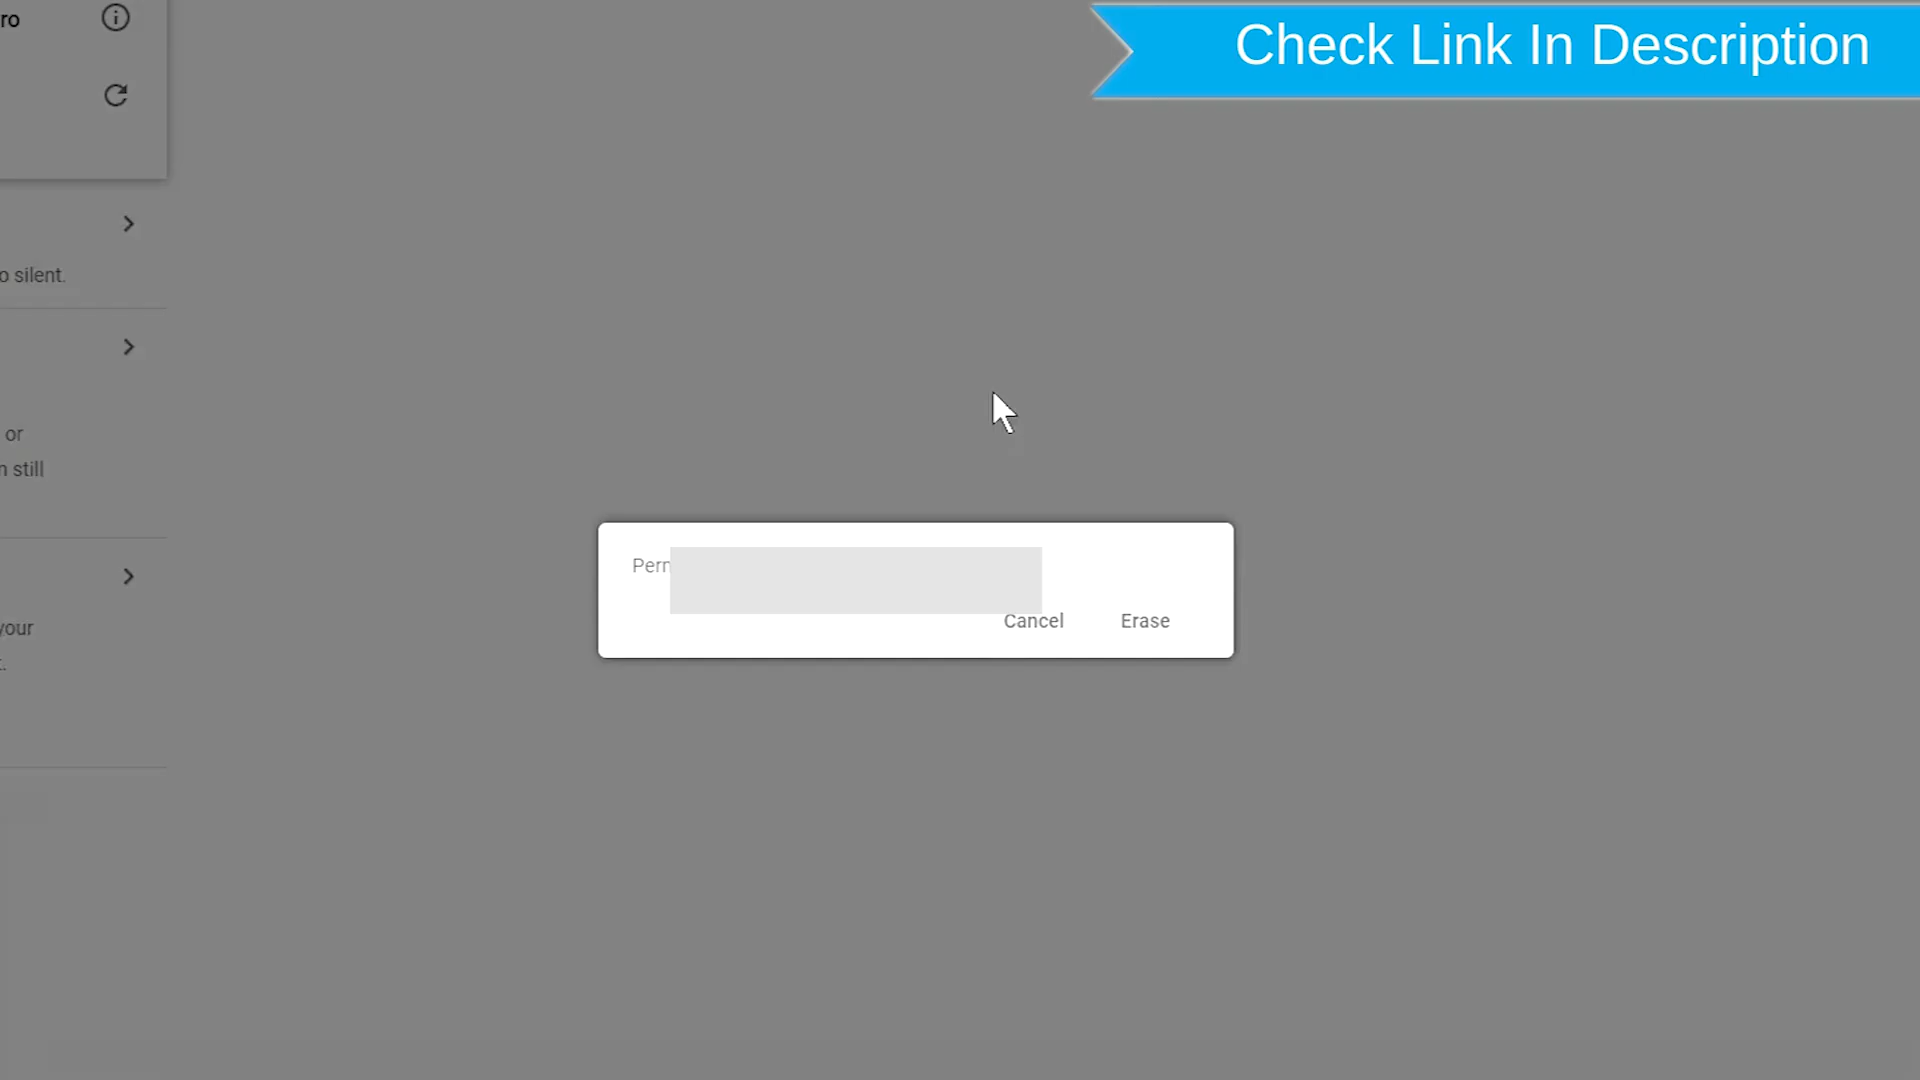 Check Link In Description
ro
o silent.
or
n still
your
t.
Pern
Cancel Erase